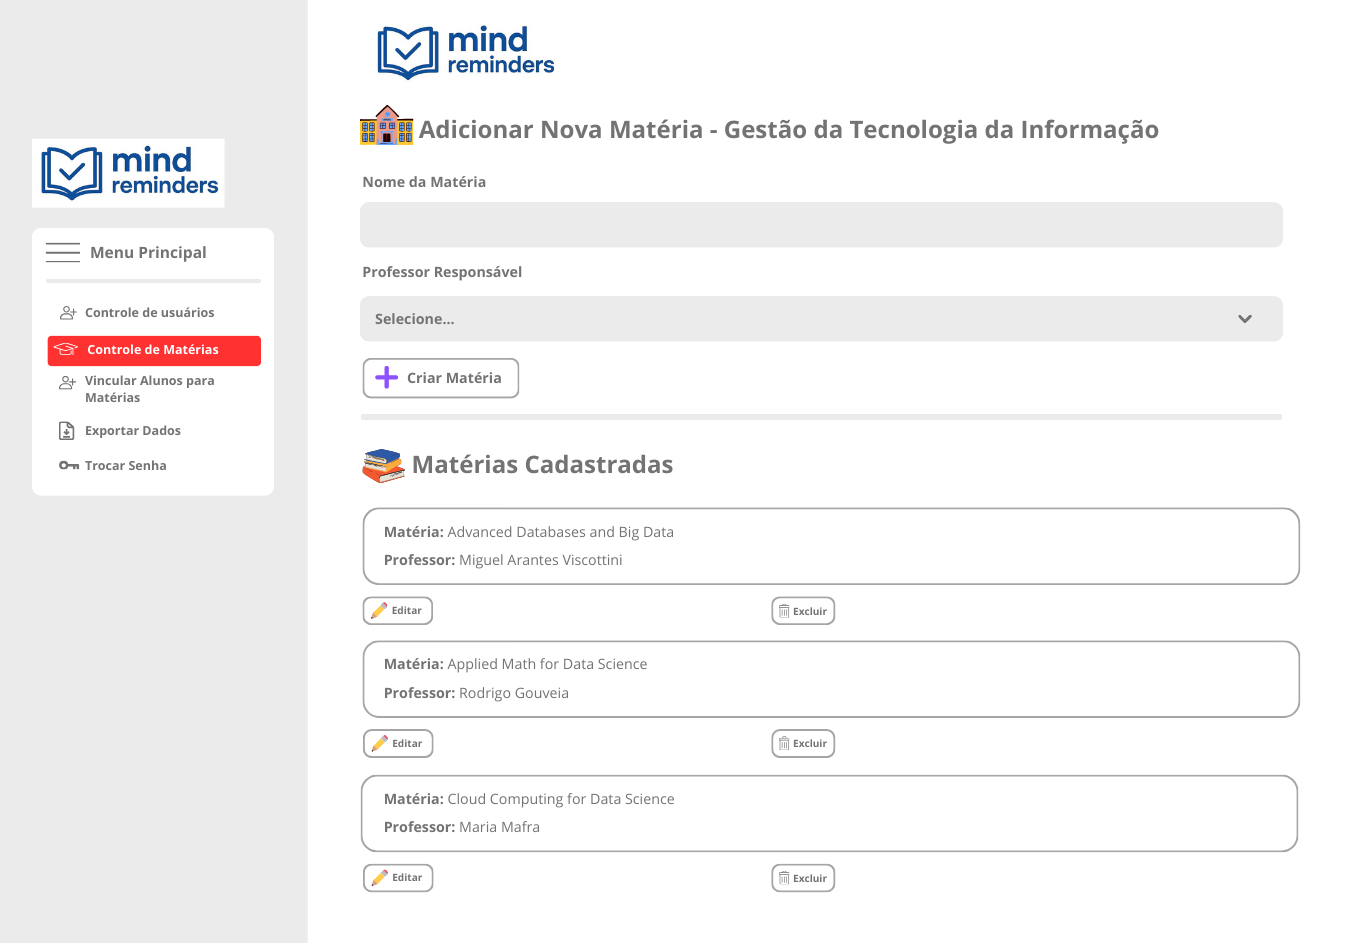 mind
reminders
Menu Principal
Controle de usuários
Controle de Matérias
Vincular Alunos para
Matérias
Exportar Dados
Trocar Senha
mind
reminders
Adicionar Nova Matéria - Gestão da Tecnologia da Informação
Nome da Matéria
Professor Responsável
Selecione...
Criar Matéria
Matérias Cadastradas
Matéria: Advanced Databases and Big Data
Professor: Miguel Arantes Viscottini
Editar
Excluir
Matéria: Applied Math for Data Science
Professor: Rodrigo Gouveia
Editar
Excluir
Matéria: Cloud Computing for Data Science
Professor: Maria Mafra
Editar
Excluir